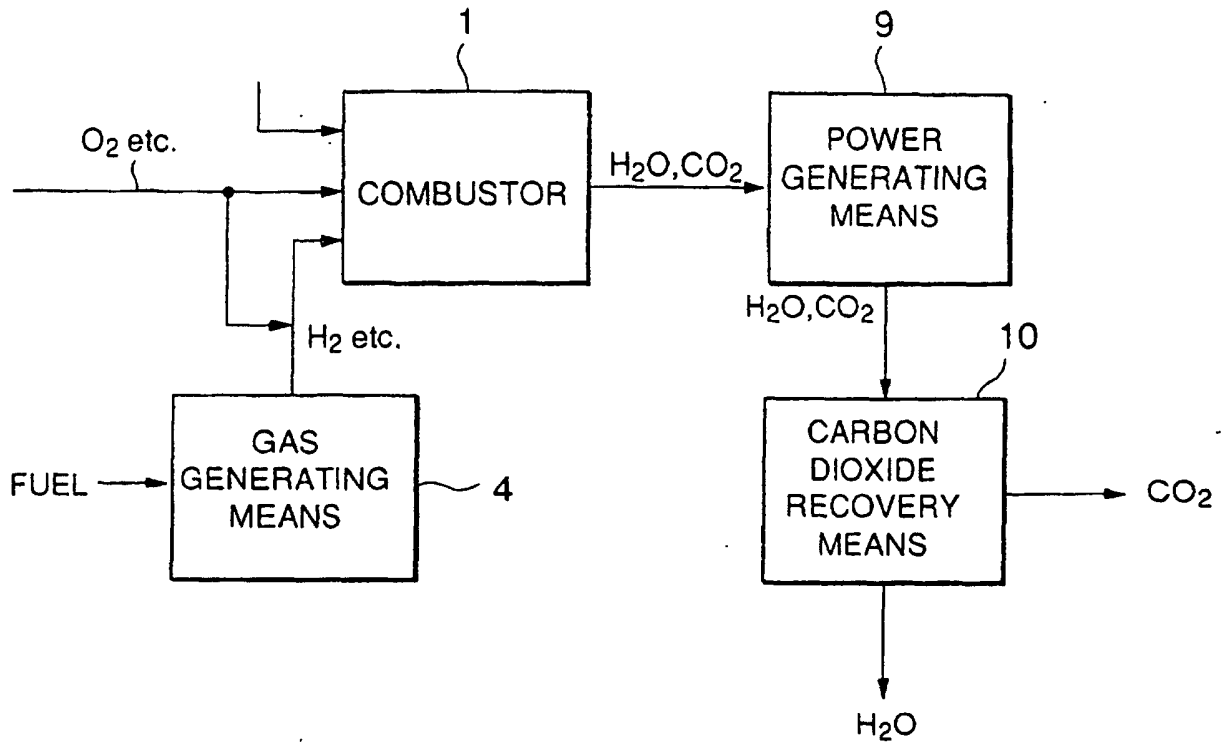 1
9
O2 etc.
COMBUSTOR
H2O,CO2
POWER
GENERATING
MEANS
H2O,CO2
10
H2 etc.
FUEL
GAS
GENERATING
MEANS
4
CARBON
DIOXIDE
RECOVERY
MEANS
CO2
H2O